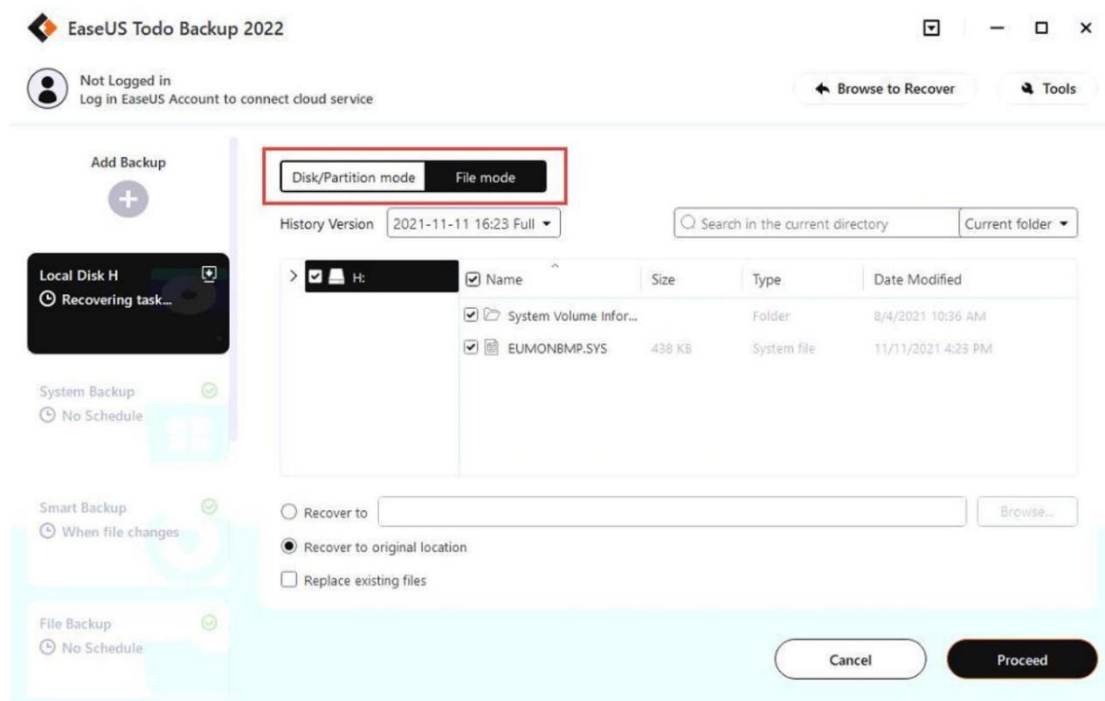 EaseUS Todo Backup 2022
Not Logged in
Log in EaseUS Account to connect cloud service
Browse to Recover
Tools
Add Backup
Disk/Partition mode
File mode
History Version
2021-11-11 16:23 Full
Search in the current directory
Current folder
Local Disk H
Recovering task...
H:
Name Size Type Date Modified
System Volume Infor... Folder 8/4/2021 10:36 AM
EUMONBMP.SYS 438 KB System file 11/11/2021 4:23 PM
System Backup
No Schedule
Smart Backup
When file changes
File Backup
No Schedule
Recover to
Browse...
Recover to original location
Replace existing files
Cancel
Proceed